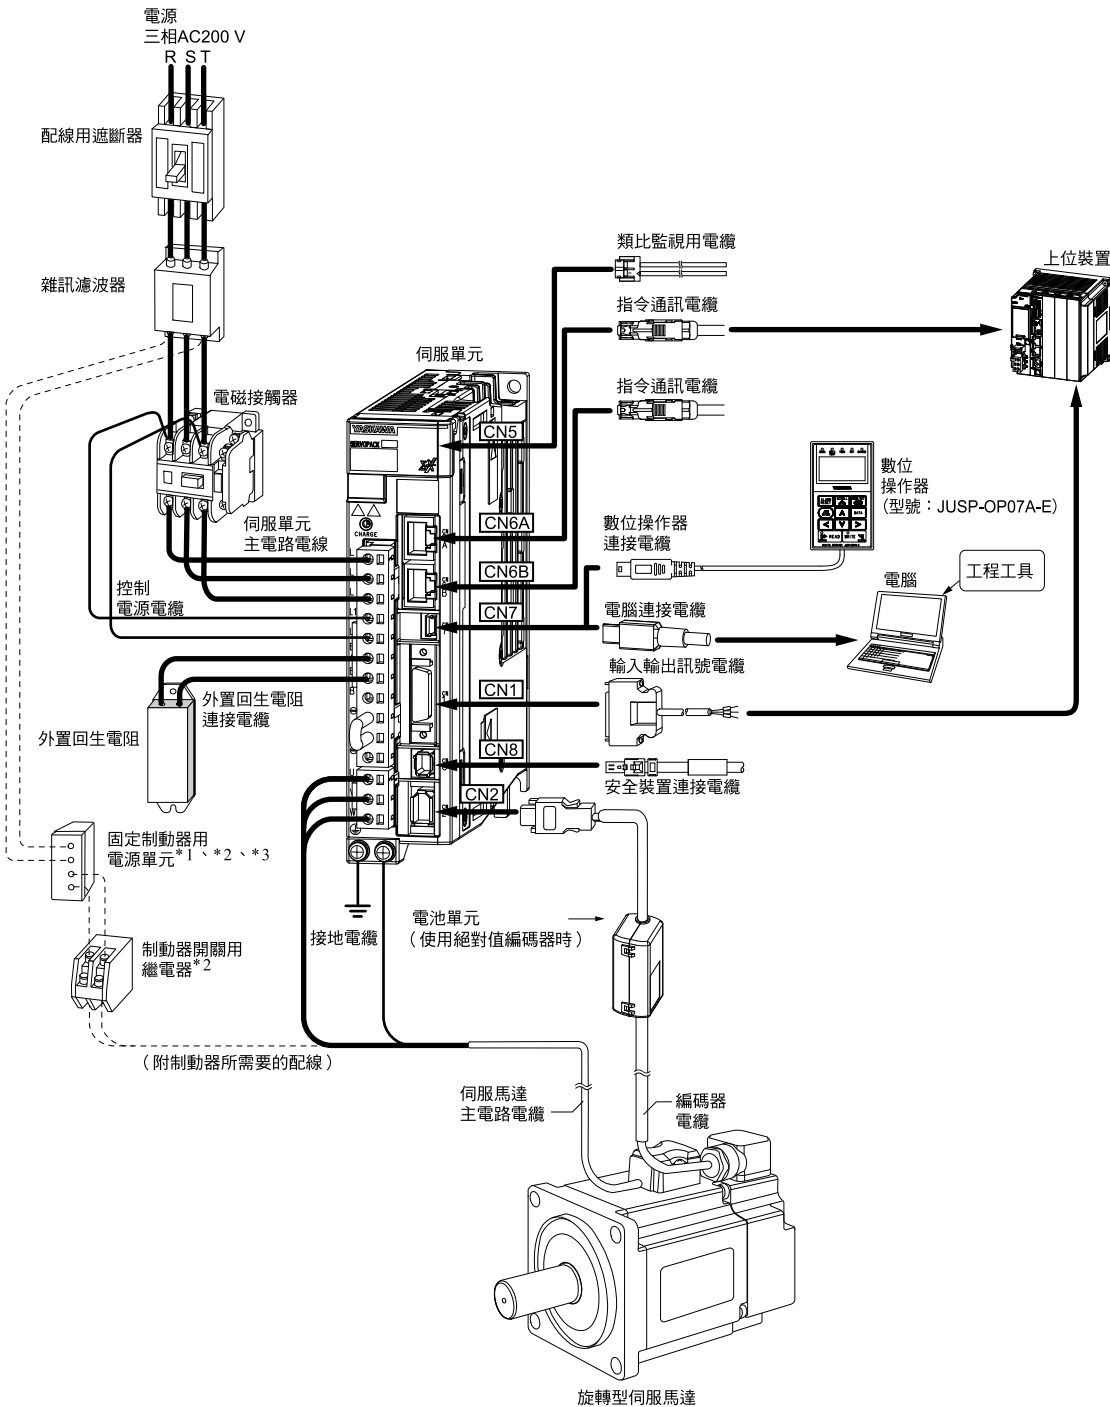 電源
三相AC200 V
R S T
配線用遮斷器
雜訊濾波器
電磁接觸器
伺服單元
主電路電線
控制
電源電纜
外置回生電阻
連接電纜
外置回生電阻
固定制動器用
電源單元*1、*2、*3
制動器開關用
繼電器*2
(附制動器所需要的配線)
接地電纜
伺服單元
YASKAWA
SERVOPACK
CHARGE
CN5
CN6A
CN6B
CN7
CN1
CN8
CN2
類比監視用電纜
指令通訊電纜
指令通訊電纜
上位裝置
數位
操作器
(型號：JUSP-OP07A-E)
數位操作器
連接電纜
電腦
工程工具
電腦連接電纜
輸入輸出訊號電纜
安全裝置連接電纜
電池單元
(使用絕對值編碼器時)
伺服馬達
主電路電纜
編碼器
電纜
旋轉型伺服馬達